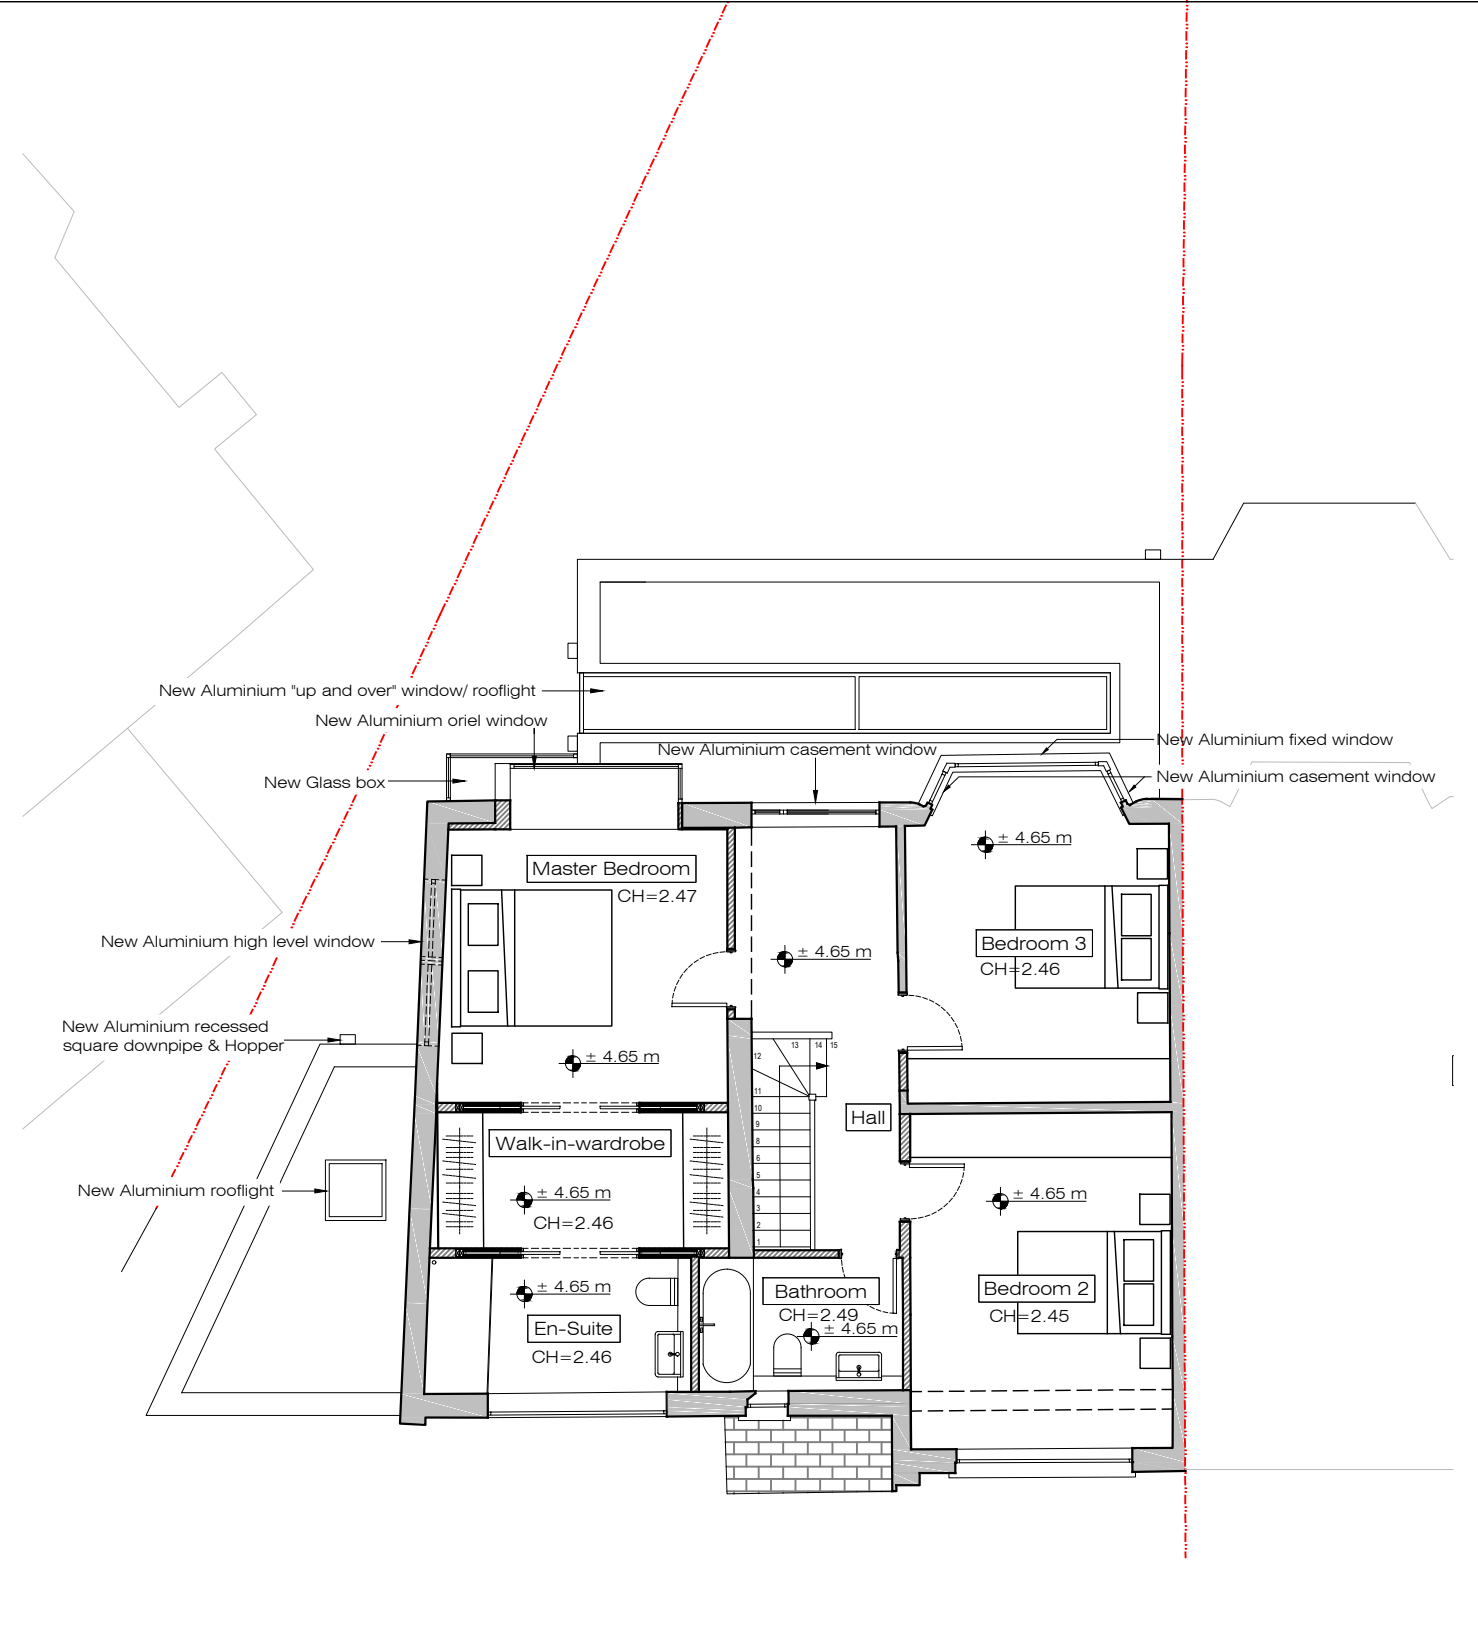 New Aluminium "up and over" window/ rooflight
New Aluminium oriel window
New Aluminium casement window
New Aluminium fixed window
New Glass box
New Aluminium casement window
± 4.65 m
Master Bedroom
CH=2.47
New Aluminium high level window
± 4.65 m
Bedroom 3
CH=2.46
New Aluminium recessed
square downpipe & Hopper
± 4.65 m
13 14 15
12
11
10
9
8
6
5
4
3
2
1
Hall
Walk-in-wardrobe
New Aluminium rooflight
± 4.65 m
CH=2.46
± 4.65 m
± 4.65 m
En-Suite
CH=2.46
Bathroom
CH=2.49
± 4.65 m
Bedroom 2
CH=2.45